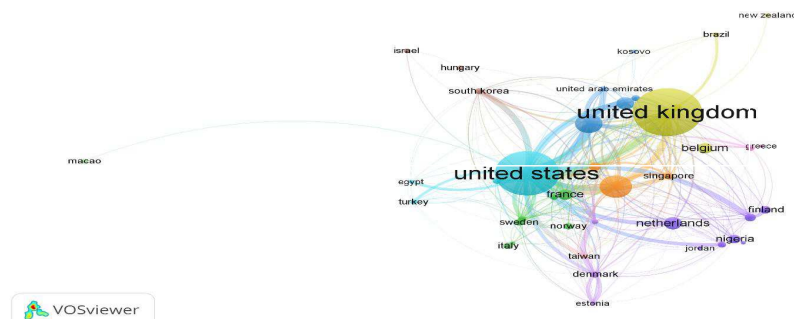 new zealand
brazil
israel
kosovo
hungary
south korea
united arab emirates
united kingdom
belgium
greece
macao
united states
singapore
egypt
france
turkey
finland
sweden
norway
netherlands
nigeria
italy
jordan
taiwan
denmark
estonia
VOSviewer